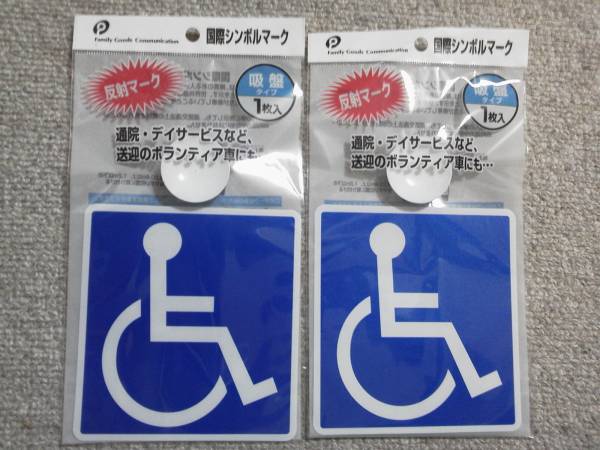 Family Goods Communication
国際シンボルマーク
反射マーク
吸盤
タイプ
1枚入
通院・デイサービスなど、
送迎のボランティア車にも
Family Goods Communication
国際シンボルマーク
反射マーク
吸盤
タイプ
1枚入
通院・デイサービスなど、
送迎のボランティア車にも…